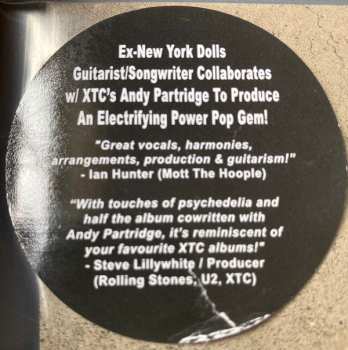 Ex-New York Dolls
Guitarist/Songwriter Collaborates
w/ XTC's Andy Partridge To Produce
An Electrifying Power Pop Gem!
"Great vocals, harmonies,
arrangements, production & guitarism!"
- Ian Hunter (Mott The Hoople)
"With touches of psychedelia and
half the album cowritten with
Andy Partridge, it's reminiscent of
your favourite XTC albums!"
- Steve Lillywhite / Producer
(Rolling Stones, U2, XTC)